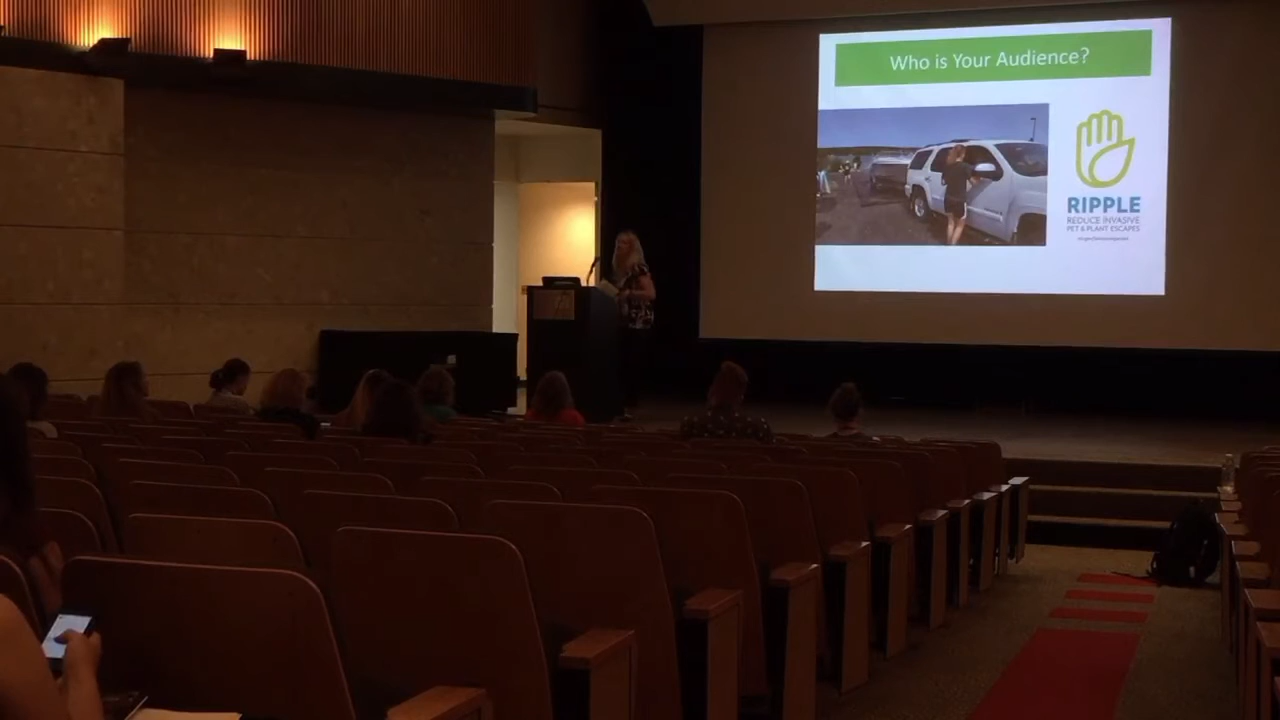 Who is Your Audience?
RIPPLE
REDUCE INVASIVE
PET & PLANT ESCAPES